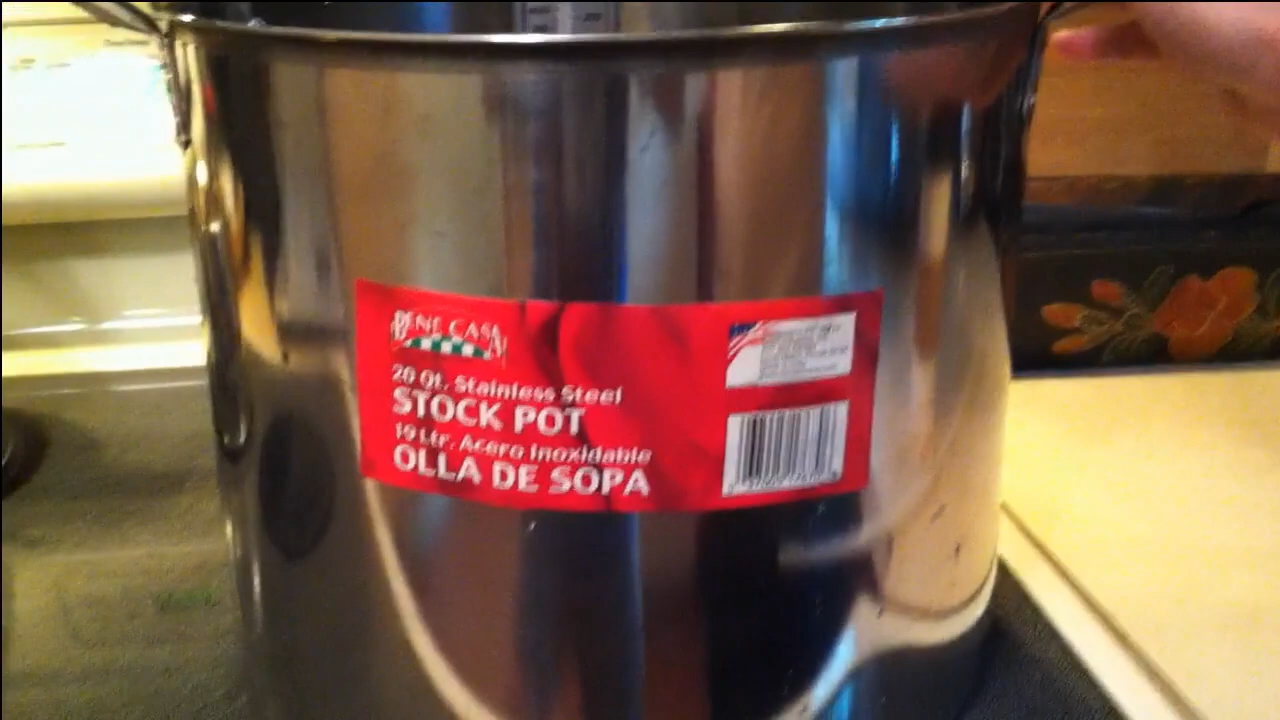 BENE CASA
20 Qt. Stainless Steel
STOCK POT
19 Ltr. Acero Inoxidable
OLLA DE SOPA